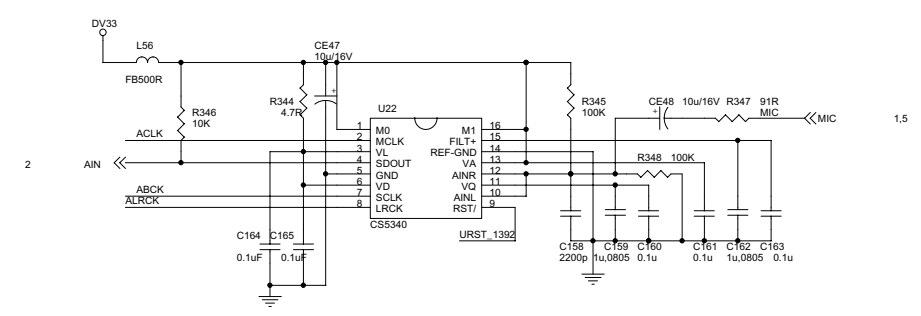 DV33
L56
FB500R
CE47
10u/16V
R346
10K
R344
4.7R
U22
R345
100K
CE48 10u/16V R347 91R
MIC
MIC
1,5
ACLK
2 AIN
ABCK
ALRCK
1 M0 M1 16
2 MCLK FILT+ 15
3 VL REF-GND 14
4 SDOUT VA 13
5 GND AINR 12
6 VD VQ 11
7 SCLK AINL 10
8 LRCK RST/ 9
CS5340
R348 100K
URST_1392
C164 C165
0.1uF 0.1uF
C158 C159 C160 C161 C162 C163
2200p 1u,0805 0.1u 0.1u 1u,0805 0.1u